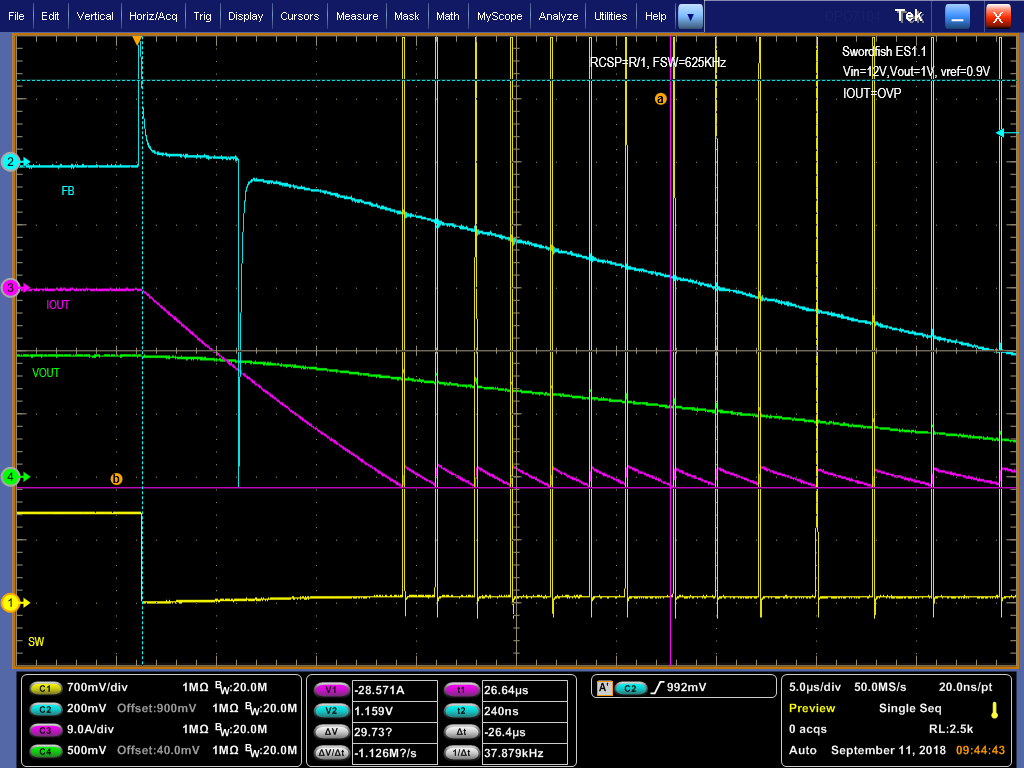 File Edit Vertical Horiz/Acq Trig Display Cursors Measure Mask Math MyScope Analyze Utilities Help Tek X
Swordfish ES1.1
RCSP=R/1, FSW=625KHz
Vin=12V,Vout=1V, vref=0.9V
a
IOUT=OVP
2
FB
3
IOUT
VOUT
4
b
1
SW
C1 700mV/div 1MΩ BW:20.0M
C2 200mV Offset:900mV 1MΩ BW:20.0M
C3 9.0A/div 1MΩ BW:20.0M
C4 500mV Offset:40.0mV 1MΩ BW:20.0M
V1 -28.571A t1 26.64µs
V2 1.159V t2 240ns
ΔV 29.73? Δt -26.4µs
ΔV/Δt -1.126M?/s 1/Δt 37.879kHz
A' C2 992mV
5.0µs/div 50.0MS/s 20.0ns/pt
Preview Single Seq
0 acqs RL:2.5k
Auto September 11, 2018 09:44:43